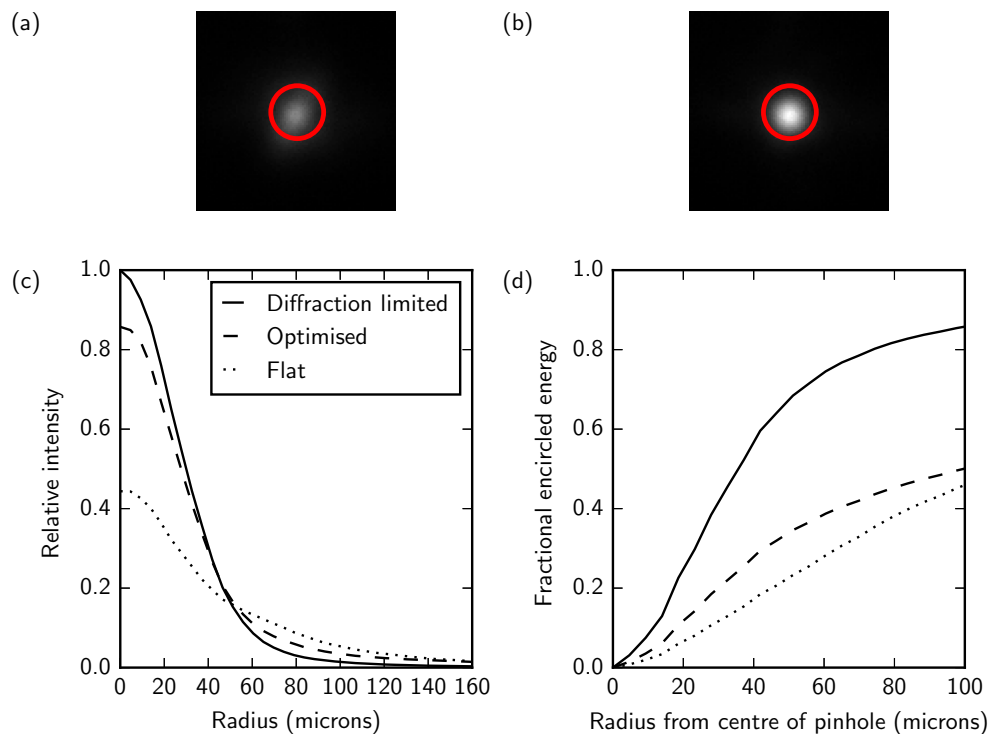 (a)
(b)
(c)
1.0
0.8
0.6
0.4
0.2
0.0
Relative intensity
Diffraction limited
Optimised
Flat
0 20 40 60 80 100 120 140 160
Radius (microns)
(d)
1.0
0.8
0.6
0.4
0.2
0.0
Fractional encircled energy
0 20 40 60 80 100
Radius from centre of pinhole (microns)